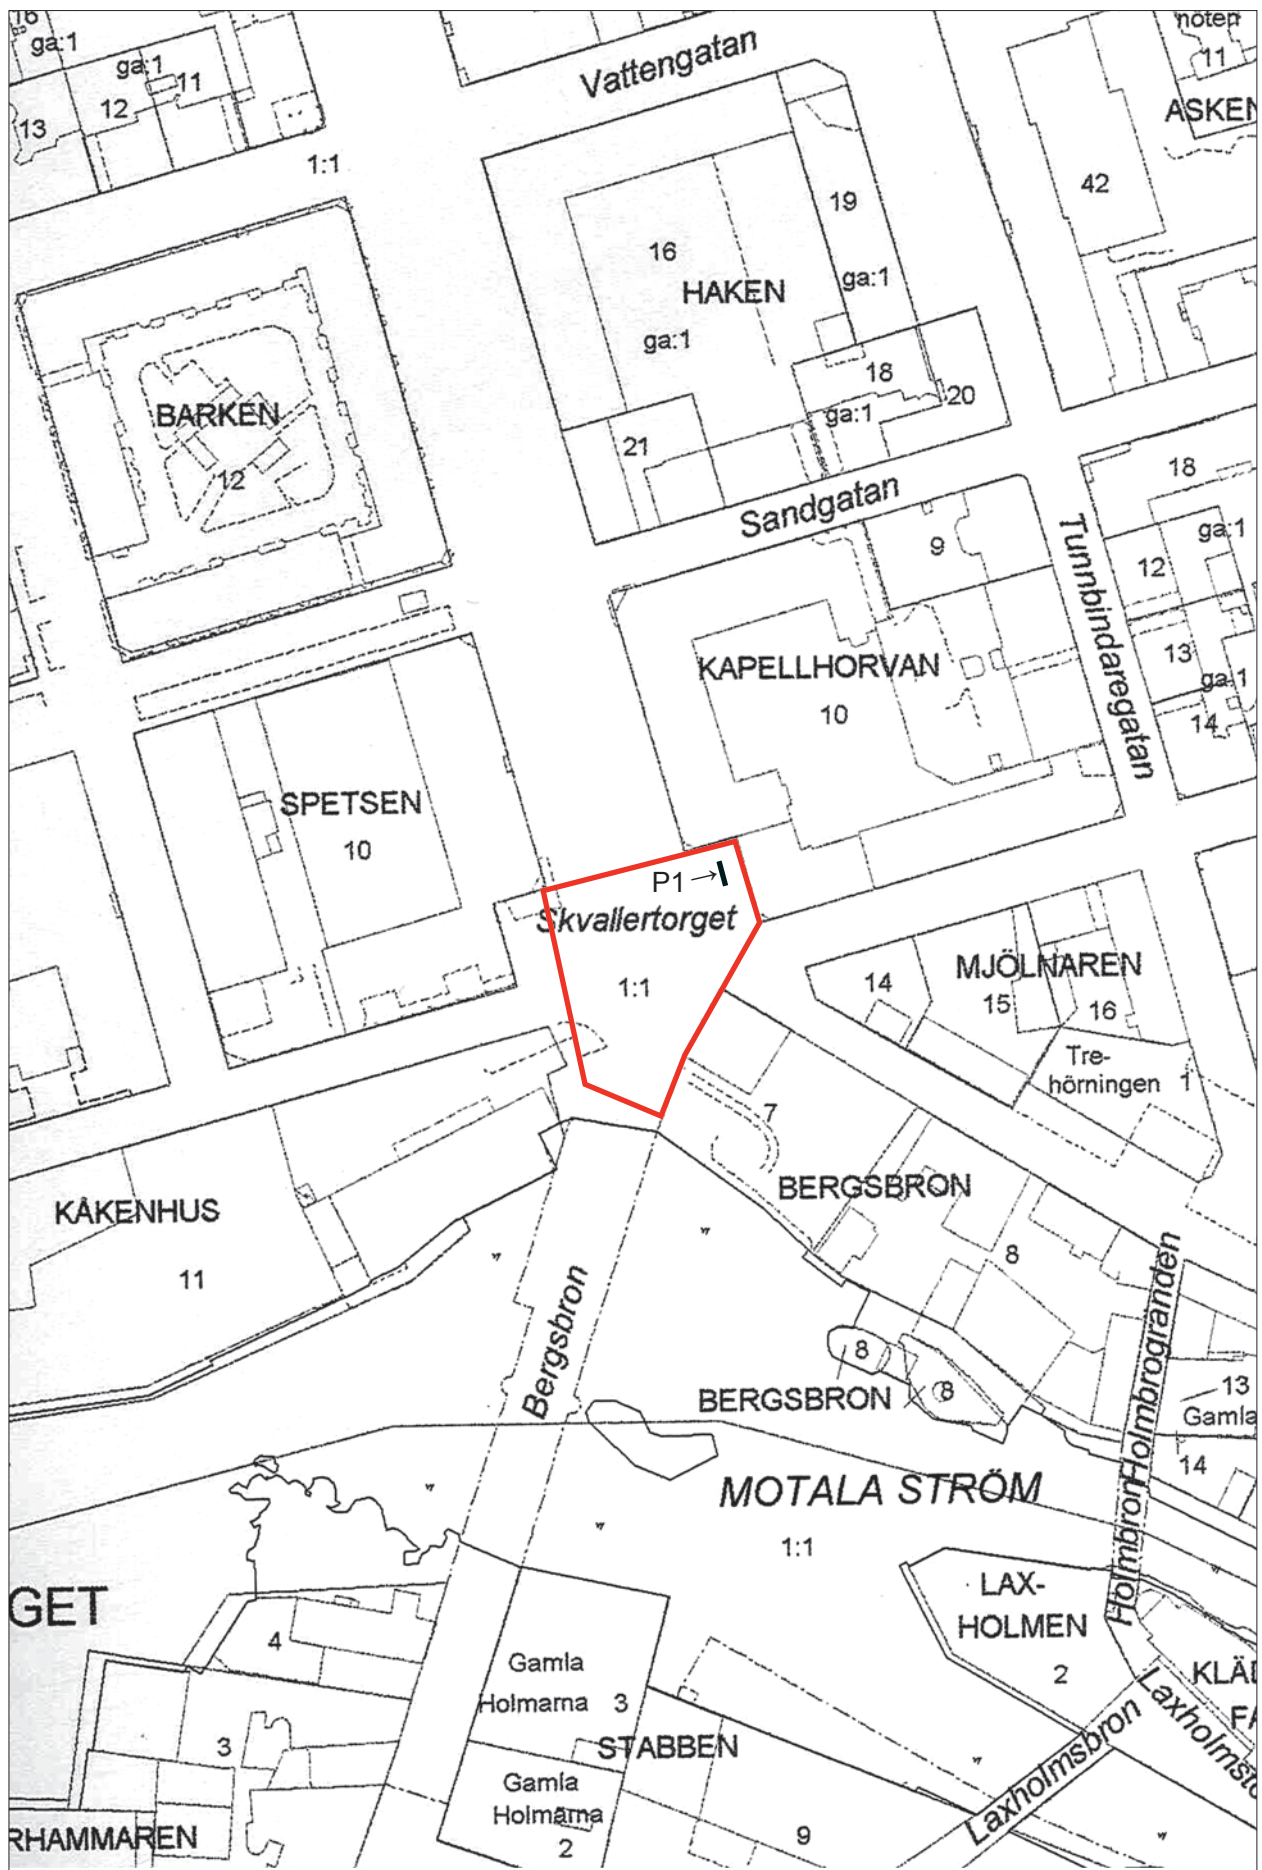 ga:1
ga:1
11
12
13
Vattengatan
nöten
11
ASKEN
1:1
42
19
16
HAKEN
ga:1
ga:1
18
20
ga:1
21
BARKEN
12
Sandgatan
18
ga:1
9
12
Tunnbindaregatan
13
ga:1
14
KAPELLHORVAN
10
SPETSEN
10
P1
Skvallertorget
1:1
MJÖLNAREN
14
15
16
Tre-
hörningen
1
7
BERGSBRON
8
KÅKENHUS
11
Bergsbron
Holmbrogränden
8
8
BERGSBRON
13
Gamla
14
MOTALA STRÖM
1:1
Holmbron
GET
LAX-
HOLMEN
2
4
Gamla
Holmarna
3
STABBEN
3
Gamla
Holmarna
2
9
Laxholmsbron
RHAMMAREN